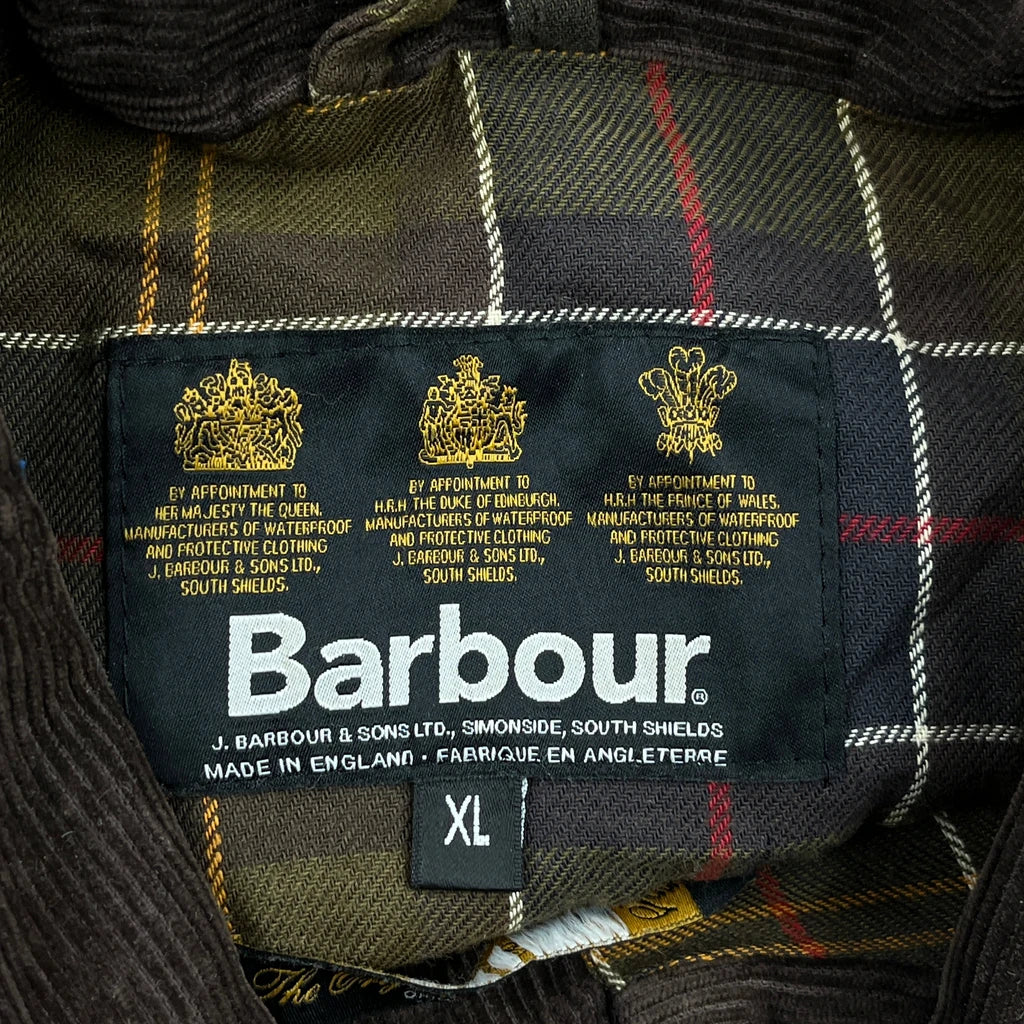 BY APPOINTMENT TO
HER MAJESTY THE QUEEN.
MANUFACTURERS OF WATERPROOF
AND PROTECTIVE CLOTHING
J. BARBOUR & SONS LTD.,
SOUTH SHIELDS.
BY APPOINTMENT TO
H.R.H THE DUKE OF EDINBURGH.
MANUFACTURERS OF WATERPROOF
AND PROTECTIVE CLOTHING
J. BARBOUR & SONS LTD.,
SOUTH SHIELDS.
BY APPOINTMENT TO
H.R.H THE PRINCE OF WALES.
MANUFACTURERS OF WATERPROOF
AND PROTECTIVE CLOTHING
J. BARBOUR & SONS LTD.,
SOUTH SHIELDS.
Barbour®
J. BARBOUR & SONS LTD., SIMONSIDE, SOUTH SHIELDS
MADE IN ENGLAND · FABRIQUE EN ANGLETERRE
XL
The